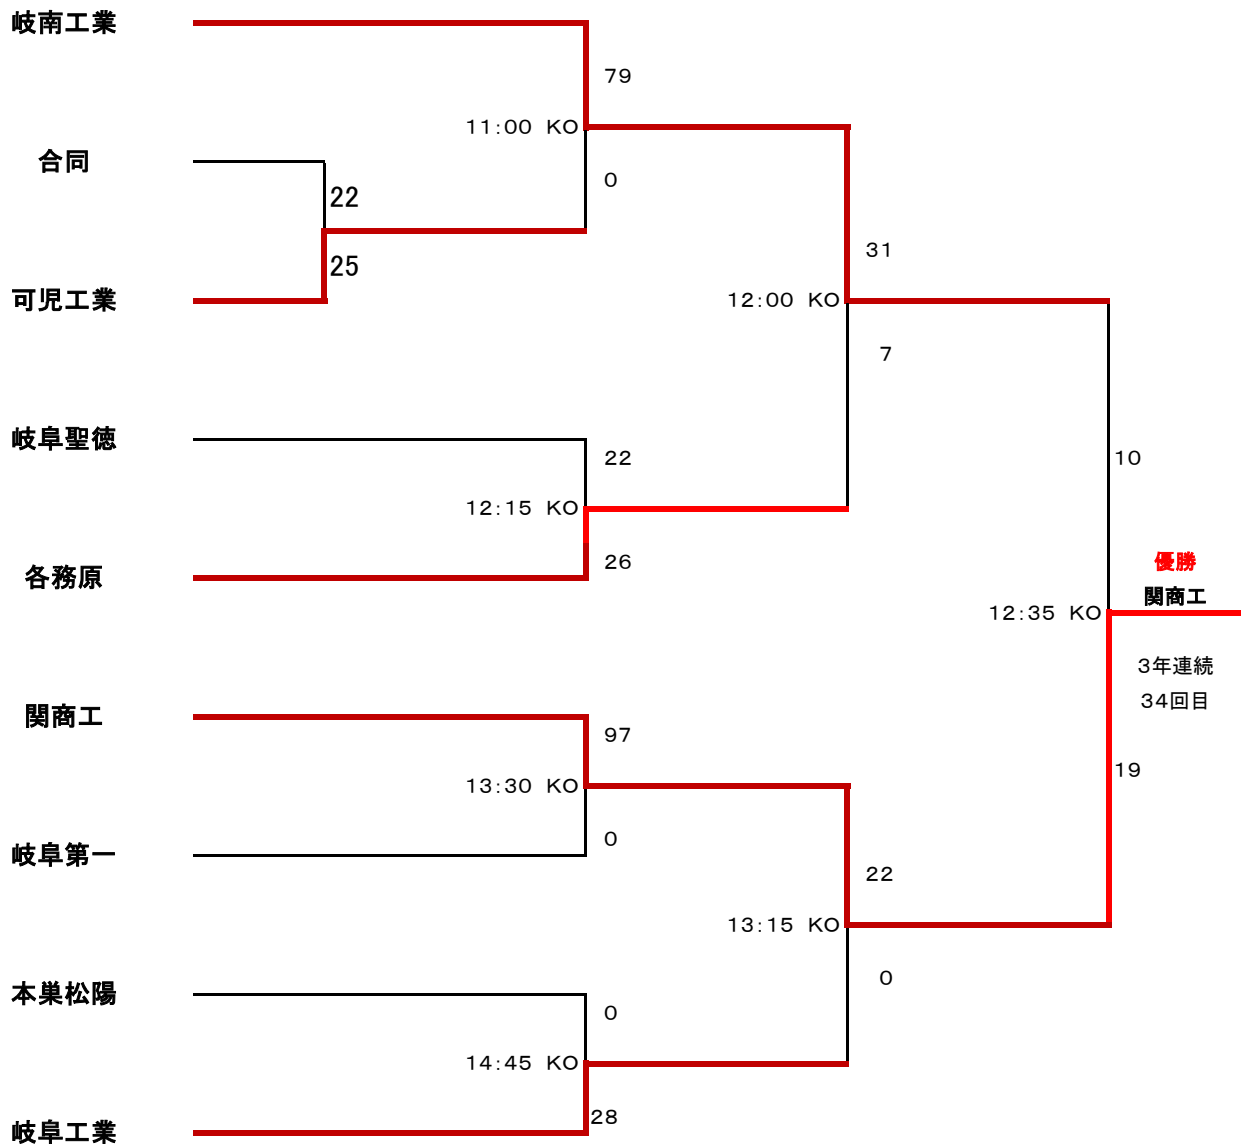 岐南工業
79
11:00 KO
合同
0
22
31
25
可児工業
12:00 KO
7
岐阜聖徳
22
10
12:15 KO
26
優勝
各務原
関商工
12:35 KO
3年連続
34回目
関商工
97
19
13:30 KO
0
岐阜第一
22
13:15 KO
0
本巣松陽
0
14:45 KO
28
岐阜工業